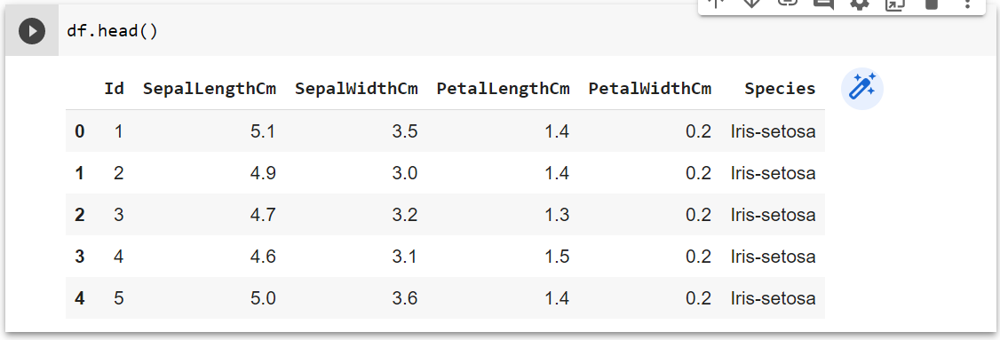 df.head()
Id SepalLengthCm SepalWidthCm PetalLengthCm PetalWidthCm Species
0 1 5.1 3.5 1.4 0.2 Iris-setosa
1 2 4.9 3.0 1.4 0.2 Iris-setosa
2 3 4.7 3.2 1.3 0.2 Iris-setosa
3 4 4.6 3.1 1.5 0.2 Iris-setosa
4 5 5.0 3.6 1.4 0.2 Iris-setosa